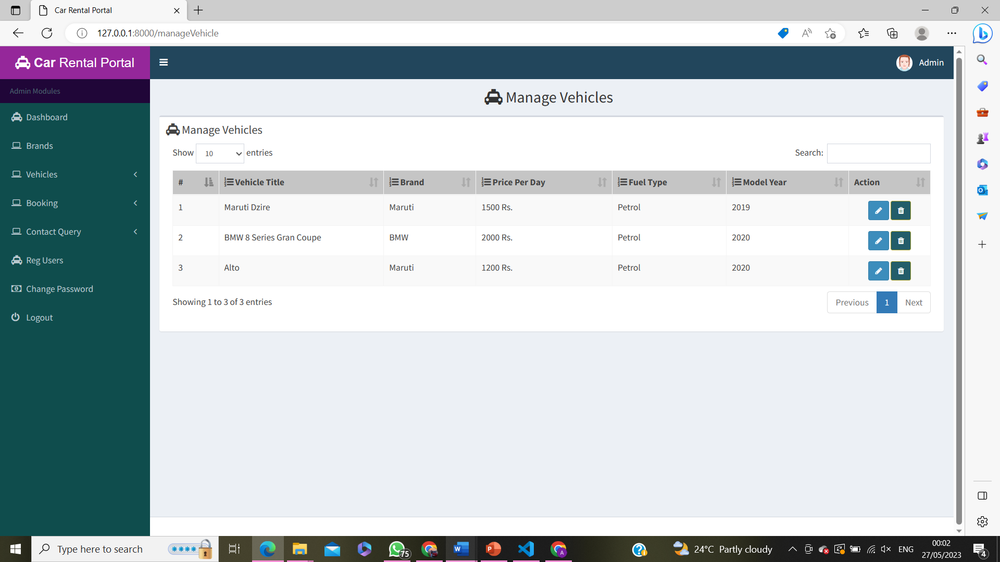 Car Rental Portal
127.0.0.1:8000/manageVehicle
Car Rental Portal
Admin
Admin Modules
Dashboard
Brands
Vehicles
Booking
Contact Query
Reg Users
Change Password
Logout
Manage Vehicles
Manage Vehicles
Show 10 entries
Search:
# Vehicle Title Brand Price Per Day Fuel Type Model Year Action
1 Maruti Dzire Maruti 1500 Rs. Petrol 2019
2 BMW 8 Series Gran Coupe BMW 2000 Rs. Petrol 2020
3 Alto Maruti 1200 Rs. Petrol 2020
Showing 1 to 3 of 3 entries
Previous 1 Next
Type here to search
75
24°C Partly cloudy
ENG
00:02
27/05/2023
4